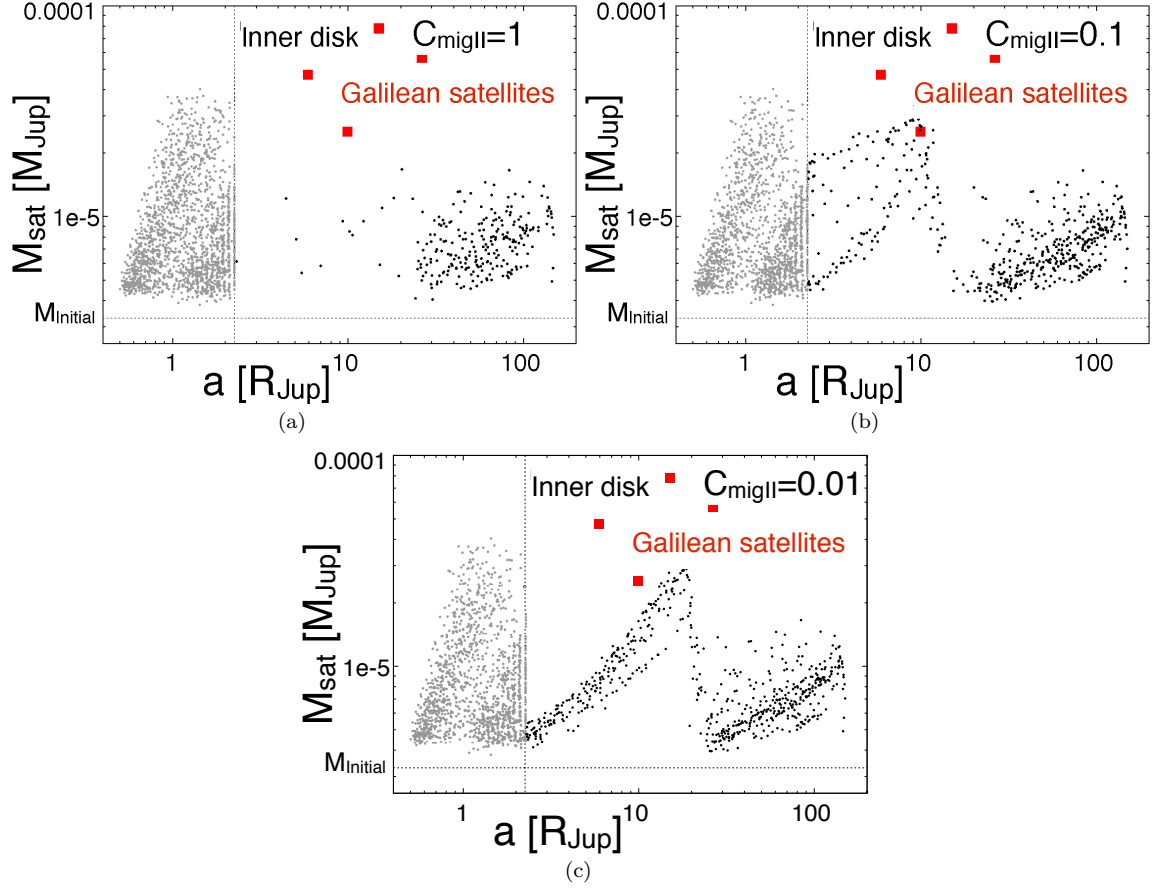 0.0001
Inner disk
CmigII=1
Galilean satellites
Msat [MJup]
1e-5
MInitial
1
10
100
a [RJup]
(a)
0.0001
Inner disk
CmigII=0.1
Galilean satellites
Msat [MJup]
1e-5
MInitial
1
10
100
a [RJup]
(b)
0.0001
Inner disk
CmigII=0.01
Galilean satellites
Msat [MJup]
1e-5
MInitial
1
10
100
a [RJup]
(c)